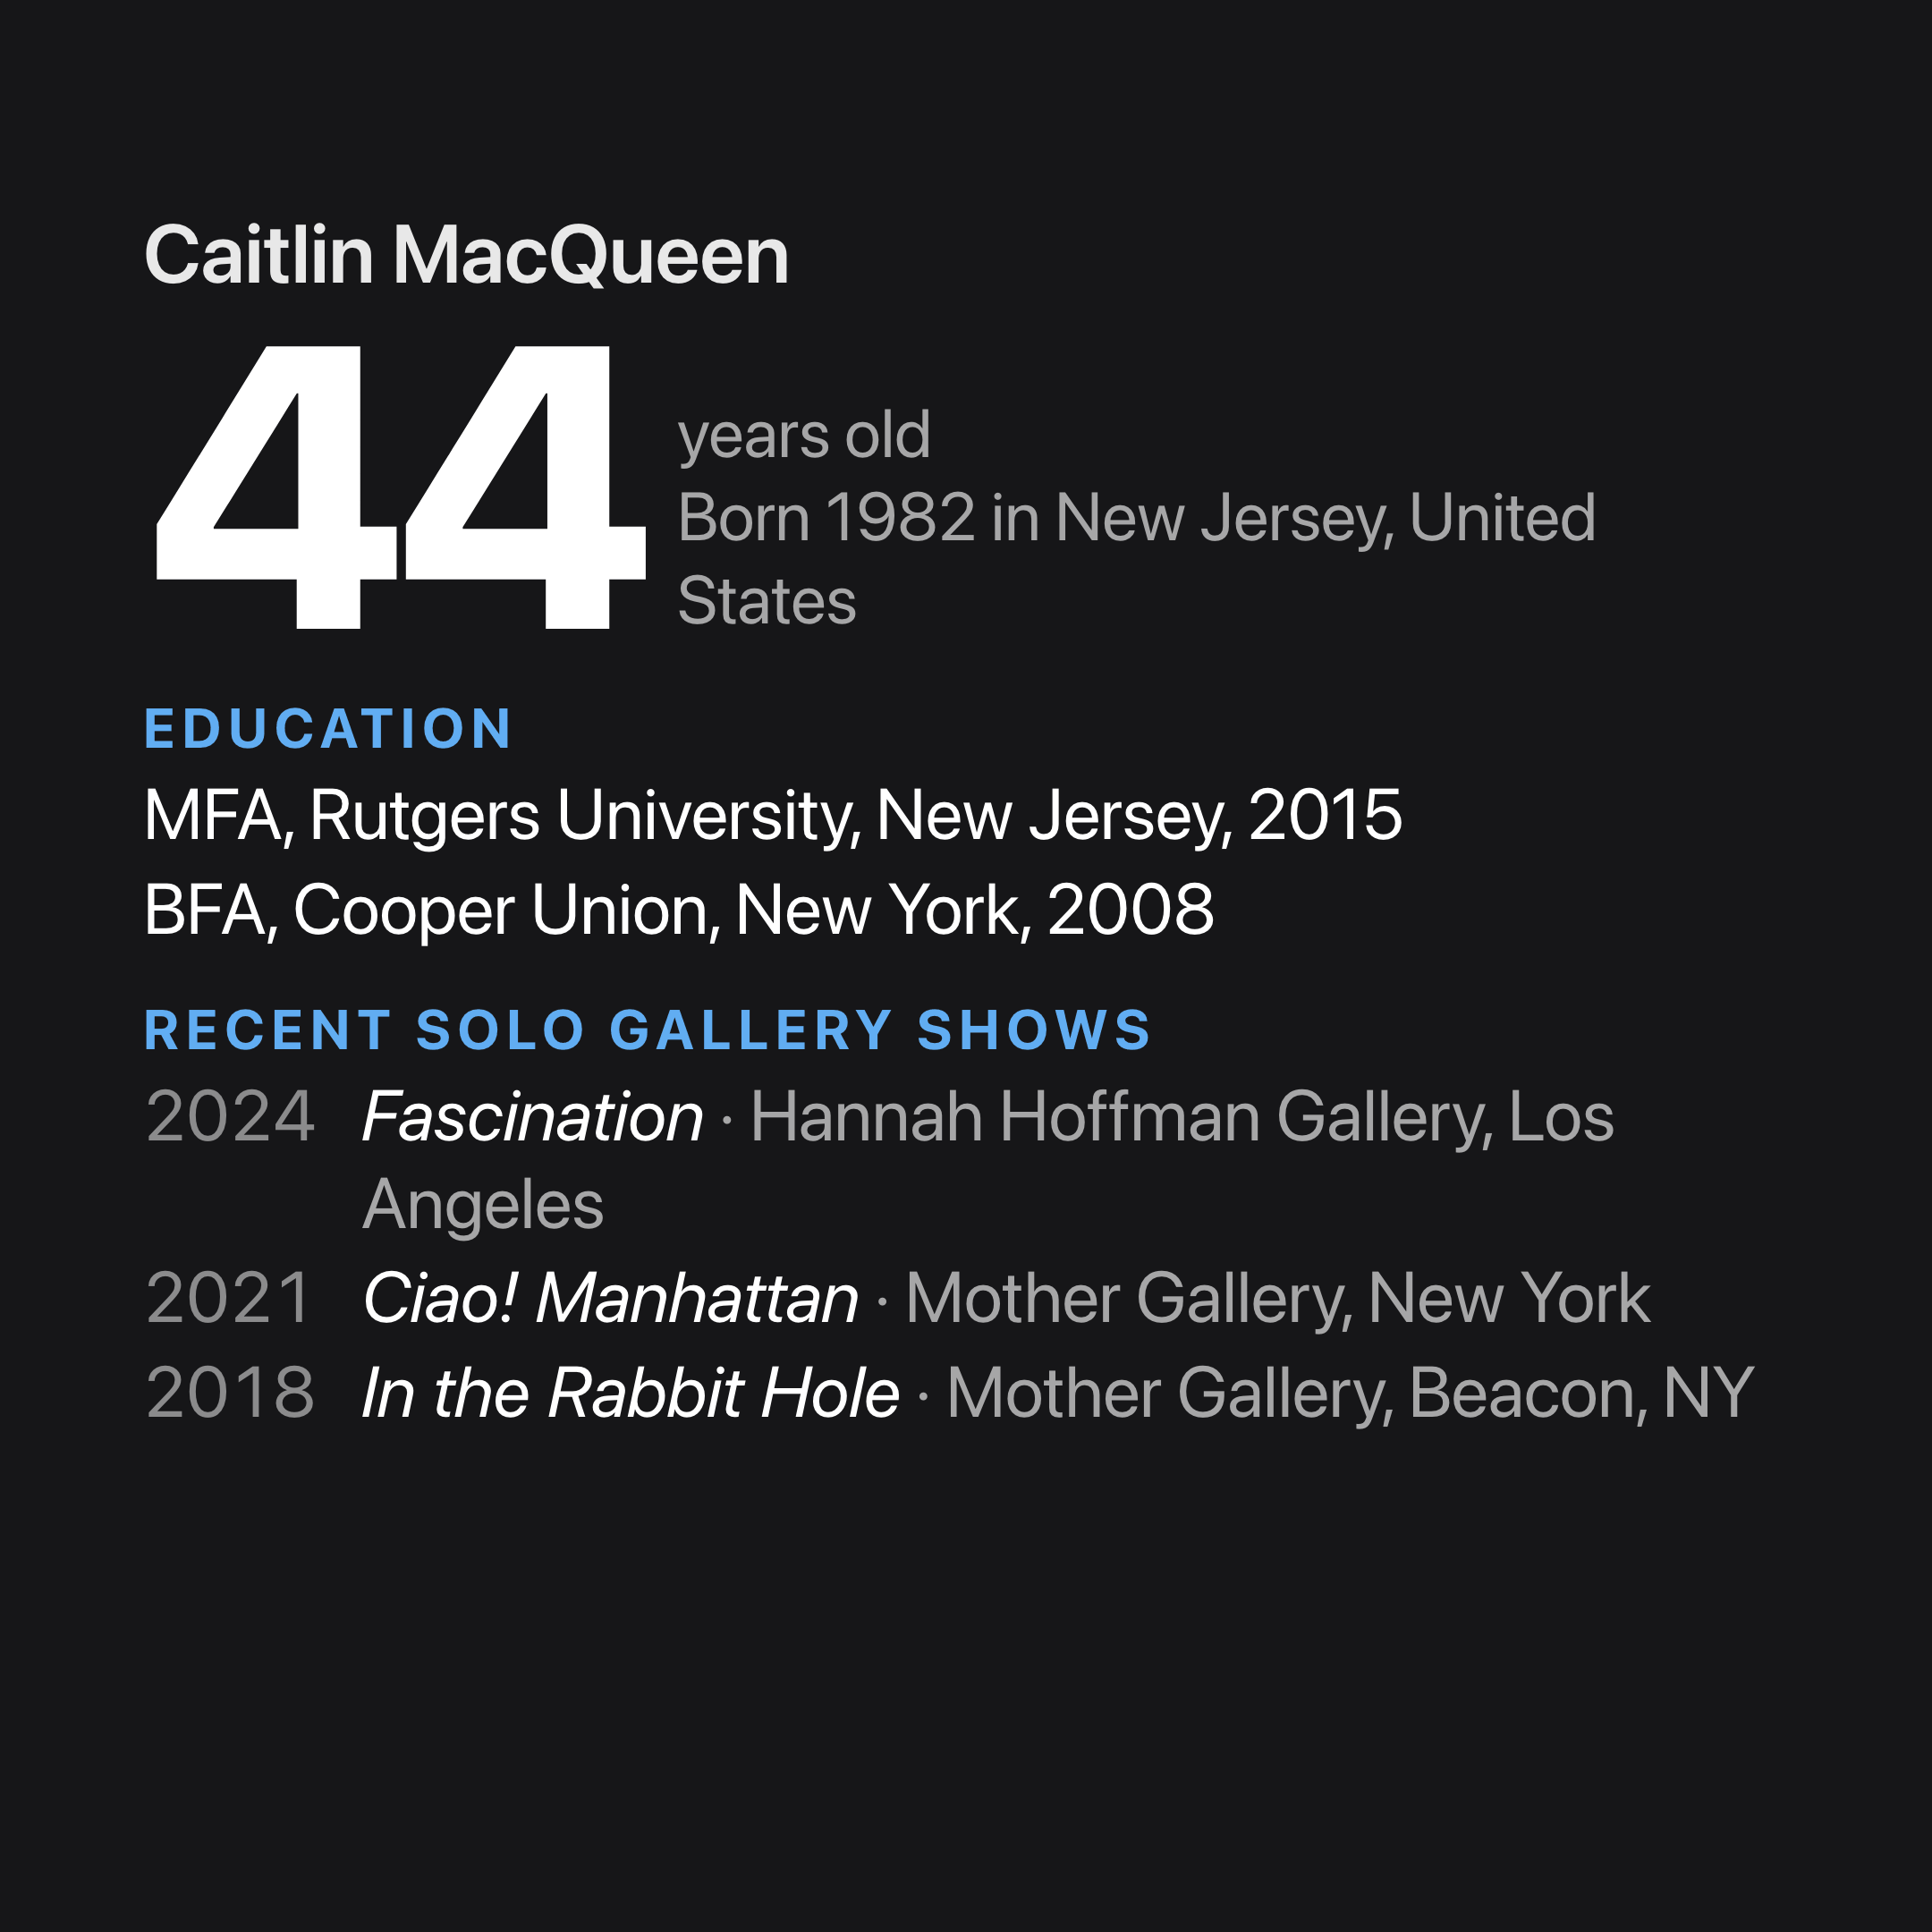 Caitlin MacQueen
44
years old
Born 1982 in New Jersey, United
States
EDUCATION
MFA, Rutgers University, New Jersey, 2015
BFA, Cooper Union, New York, 2008
RECENT SOLO GALLERY SHOWS
2024 Fascination · Hannah Hoffman Gallery, Los
Angeles
2021 Ciao! Manhattan · Mother Gallery, New York
2018 In the Rabbit Hole · Mother Gallery, Beacon, NY